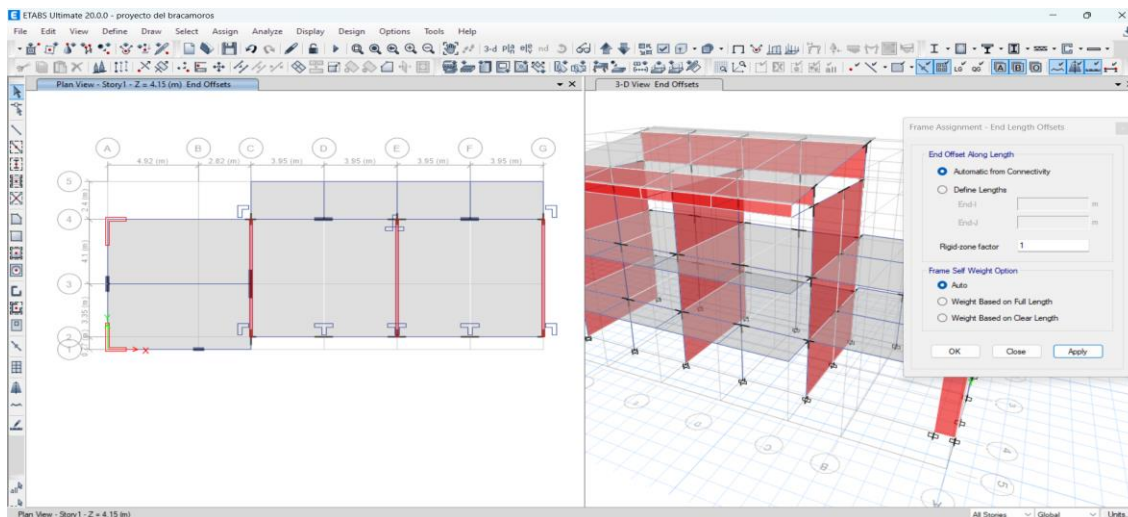 ETABS Ultimate 20.0.0 - proyecto del bracamoros
File Edit View Define Draw Select Assign Analyze Display Design Options Tools Help
Plan View - Story1 - Z = 4.15 (m) End Offsets
3-D View End Offsets
A B C D E F G
4.92 (m) 2.82 (m) 3.95 (m) 3.95 (m) 3.95 (m) 3.95 (m)
5
4
3
2
1
Y
X
Frame Assignment - End Length Offsets
End Offset Along Length
Automatic from Connectivity
Define Lengths
End-I m
End-J m
Rigid-zone factor 1
Frame Self Weight Option
Auto
Weight Based on Full Length
Weight Based on Clear Length
OK Close Apply
F
D
C
B
4
5
Plan View - Story1 - Z = 4.15 (m)
All Stories Global Units